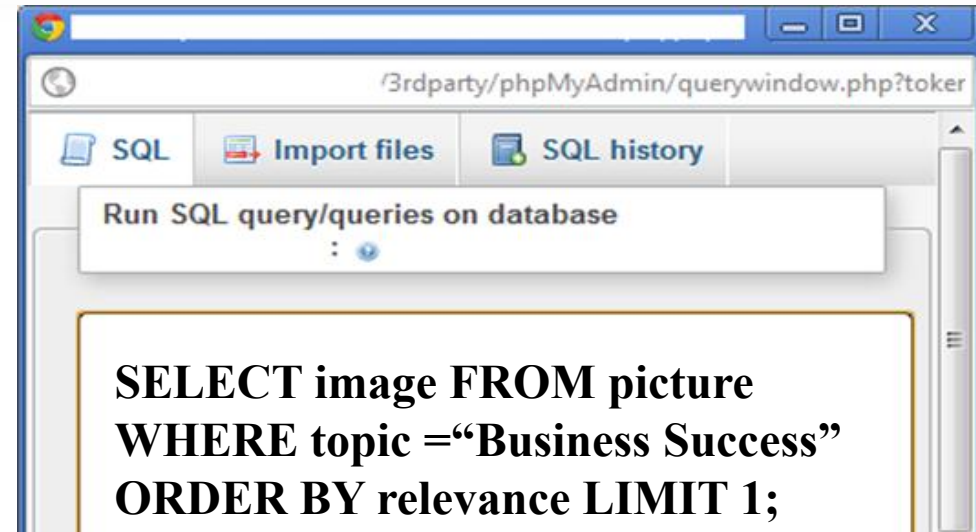 /3rdparty/phpMyAdmin/querywindow.php?token
SQL Import files SQL history
Run SQL query/queries on database
:
SELECT image FROM picture
WHERE topic =“Business Success”
ORDER BY relevance LIMIT 1;